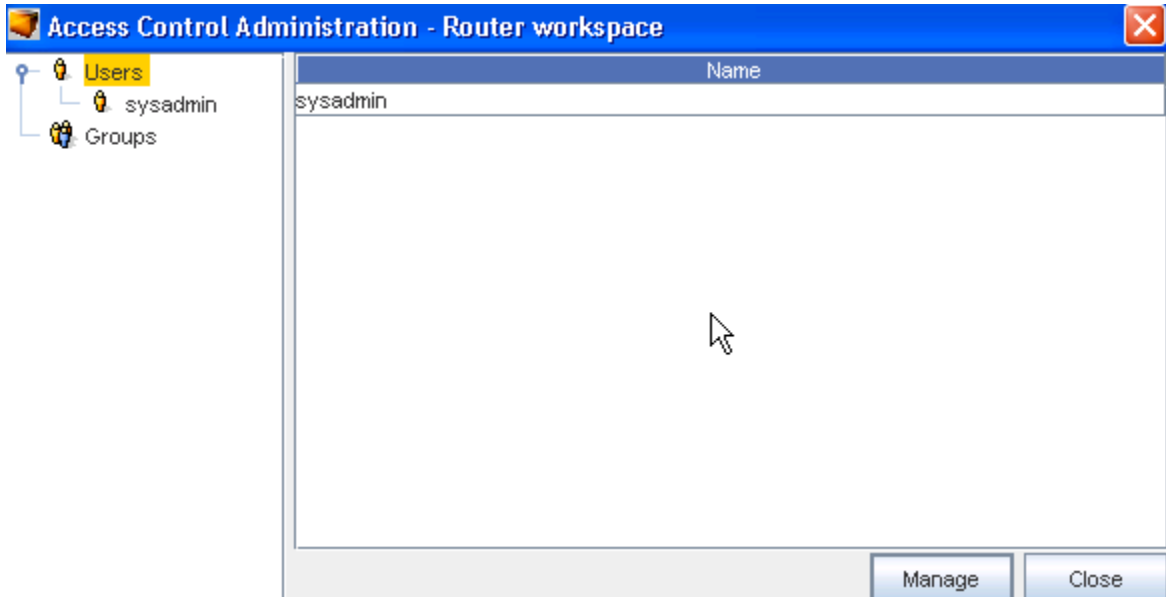 Access Control Administration - Router workspace
Users
sysadmin
Groups
Name
sysadmin
Manage
Close